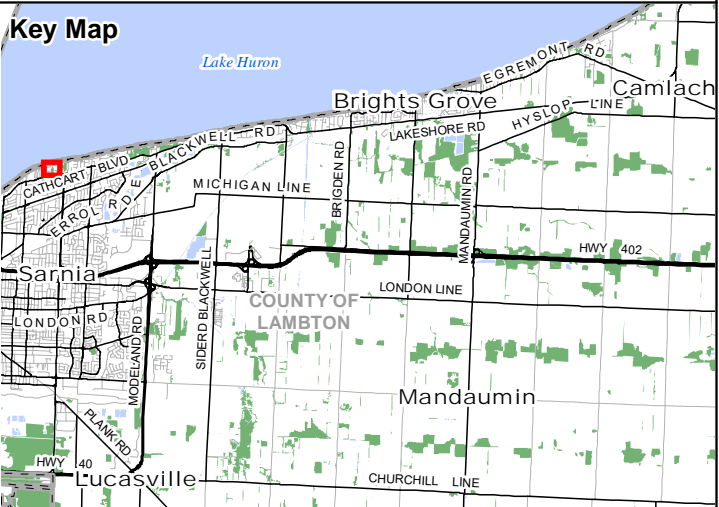 Key Map
Lake Huron
EGREMONT RD
Camlach
Brights Grove
HYSLOP LINE
LAKESHORE RD
BLACKWELL RD
CATHCART BLVD
ERROL RD E
MICHIGAN LINE
BRIGDEN RD
MANDAUMIN RD
HWY 402
Sarnia
SIDERD BLACKWELL
LONDON LINE
COUNTY OF
LAMBTON
LONDON RD
MODELAND RD
Mandaumin
PLANK RD
HWY 40
Lucasville
CHURCHILL LINE